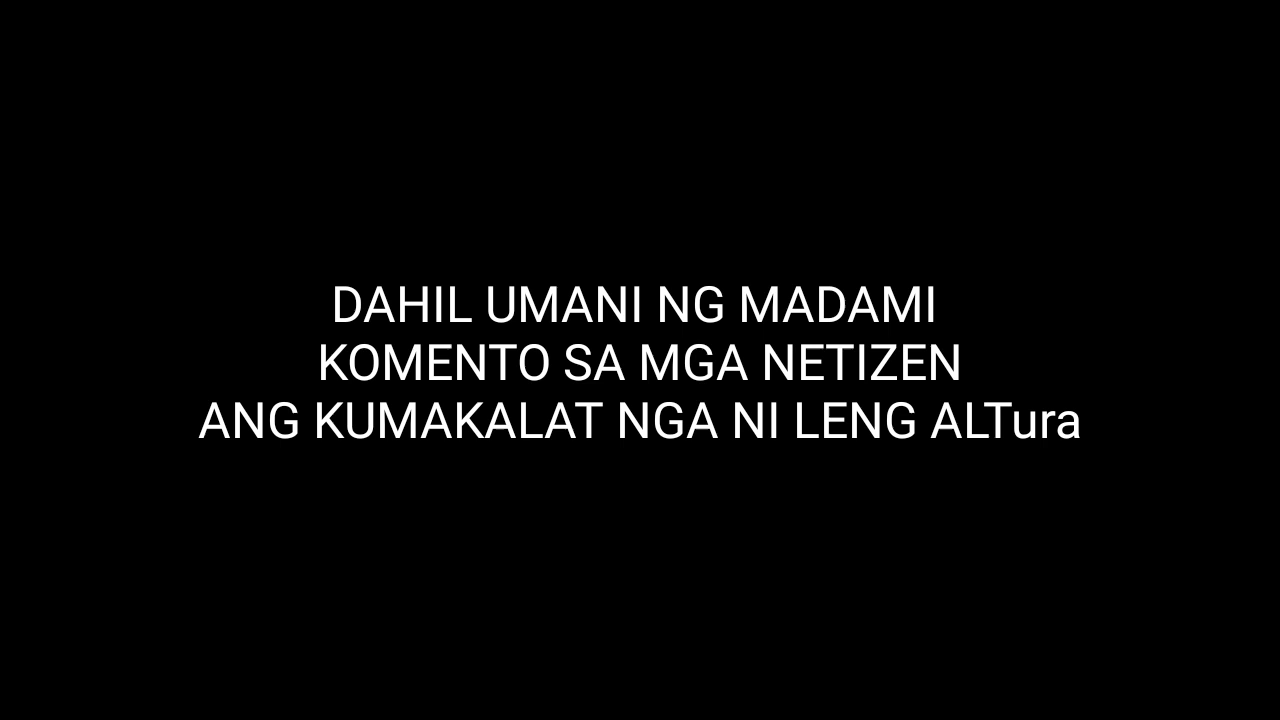 DAHIL UMANI NG MADAMI
KOMENTO SA MGA NETIZEN
ANG KUMAKALAT NGA NI LENG ALTura